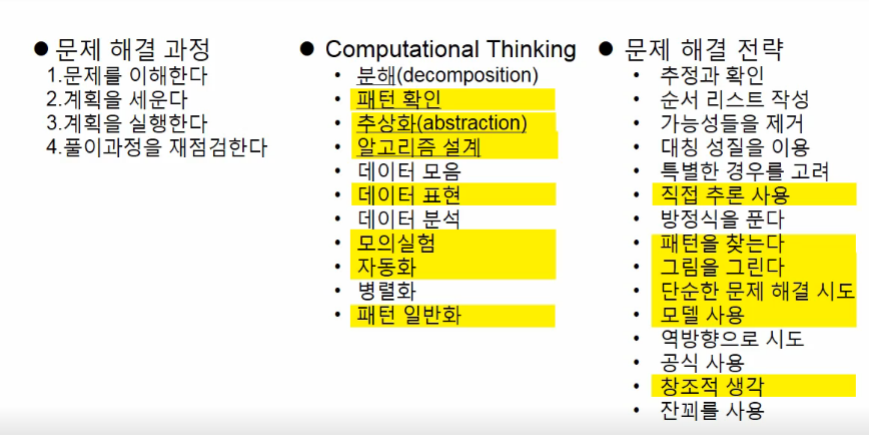 ● 문제 해결 과정
1.문제를 이해한다
2.계획을 세운다
3.계획을 실행한다
4.풀이과정을 재점검한다
● Computational Thinking
• 분해(decomposition)
• 패턴 확인
• 추상화(abstraction)
• 알고리즘 설계
• 데이터 모음
• 데이터 표현
• 데이터 분석
• 모의실험
• 자동화
• 병렬화
• 패턴 일반화
● 문제 해결 전략
• 추정과 확인
• 순서 리스트 작성
• 가능성들을 제거
• 대칭 성질을 이용
• 특별한 경우를 고려
• 직접 추론 사용
• 방정식을 푼다
• 패턴을 찾는다
• 그림을 그린다
• 단순한 문제 해결 시도
• 모델 사용
• 역방향으로 시도
• 공식 사용
• 창조적 생각
• 잔꾀를 사용